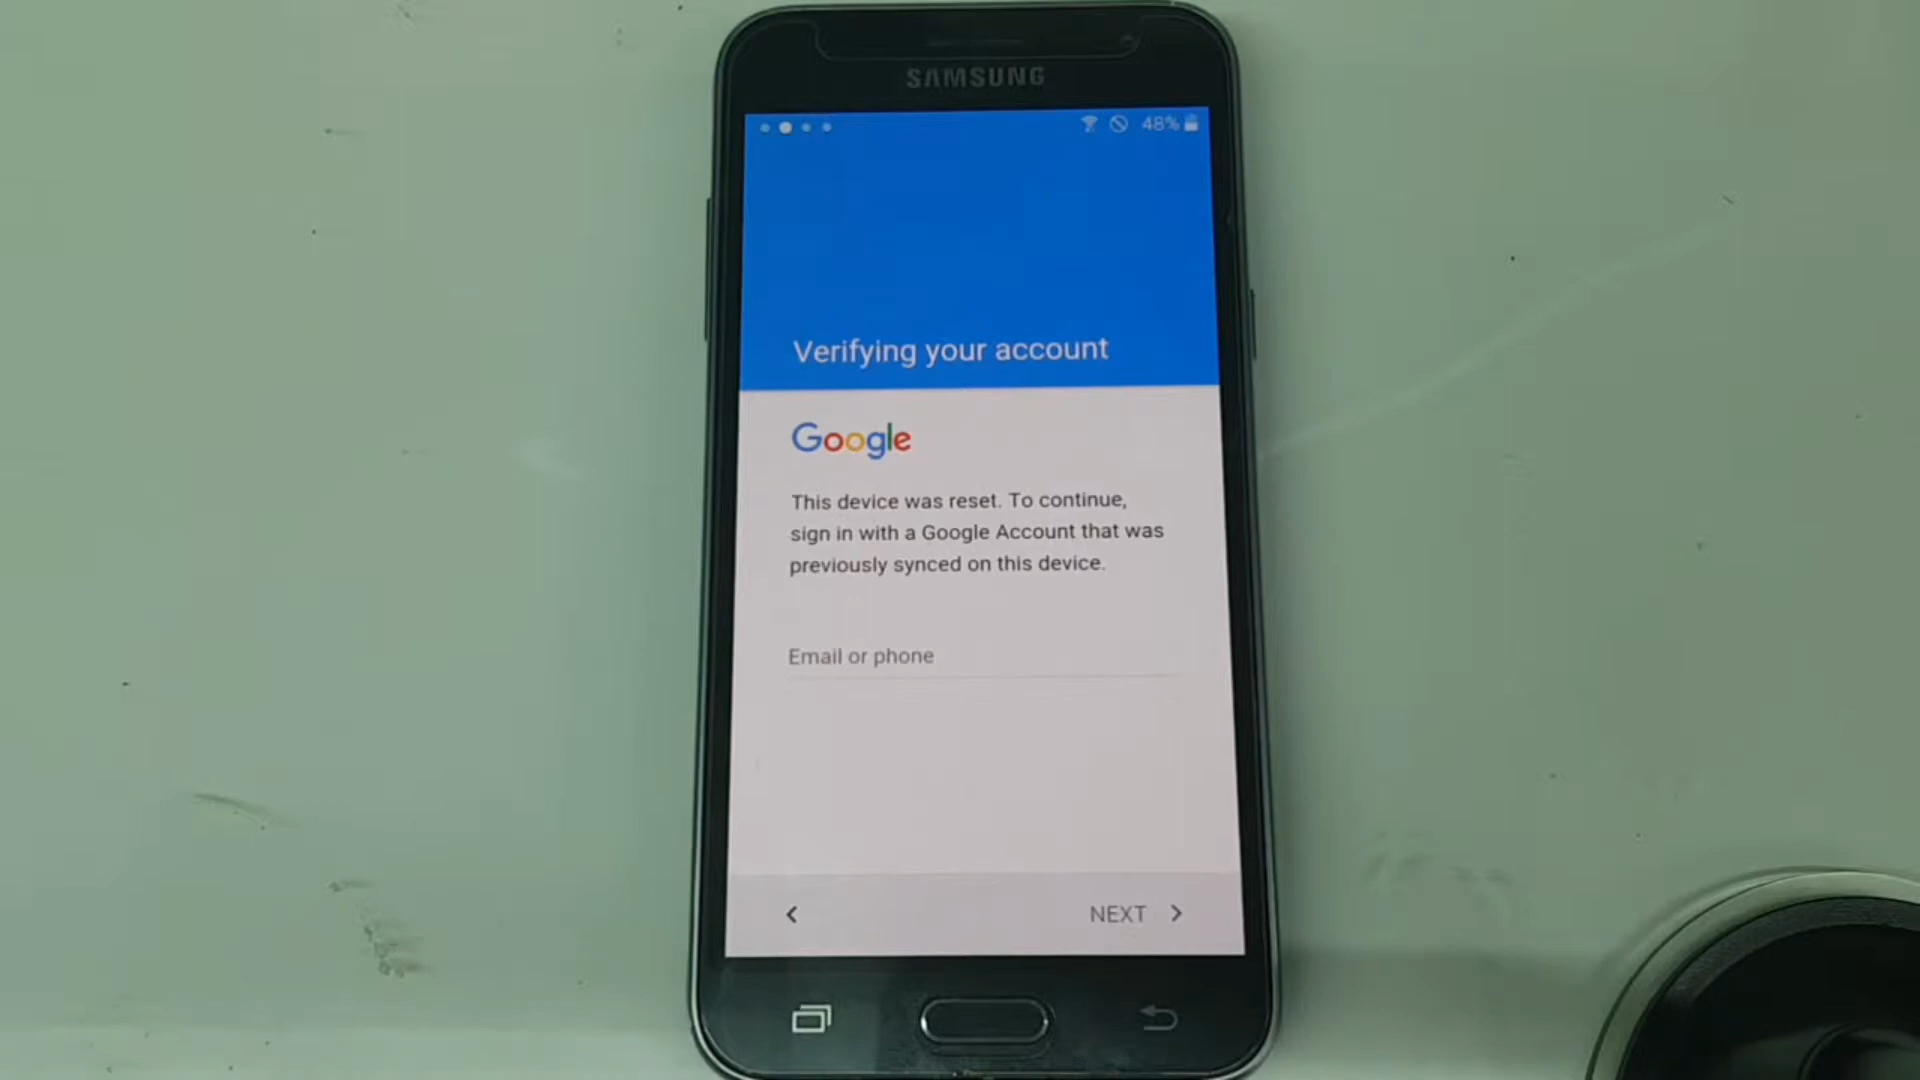 SAMSUNG
48%
Verifying your account
Google
This device was reset. To continue,
sign in with a Google Account that was
previously synced on this device.
Email or phone
NEXT